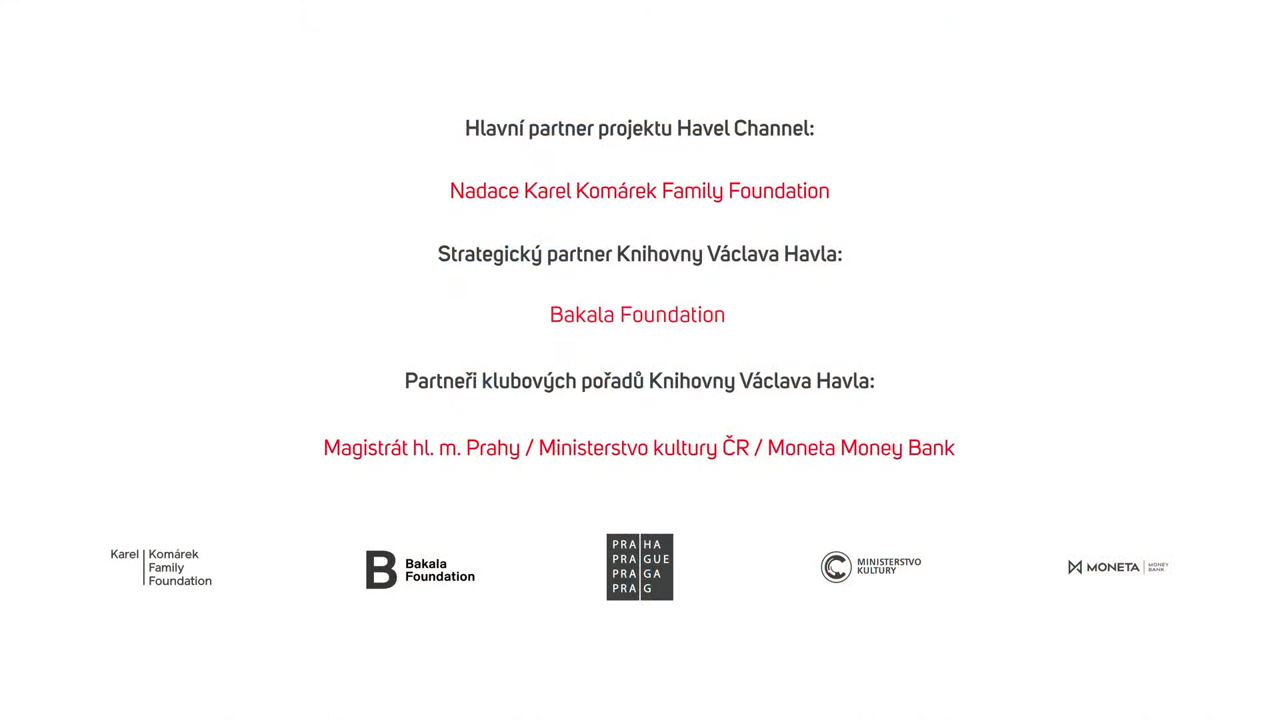 Hlavní partner projektu Havel Channel:
Nadace Karel Komárek Family Foundation
Strategický partner Knihovny Václava Havla:
Bakala Foundation
Partneři klubových pořadů Knihovny Václava Havla:
Magistrát hl. m. Prahy / Ministerstvo kultury ČR / Moneta Money Bank
Karel Komárek
Family
Foundation
B Bakala
Foundation
PRA HA
PRA GUE
PRA GA
PRA G
MINISTERSTVO
KULTURY
MONETA MONEY
BANK